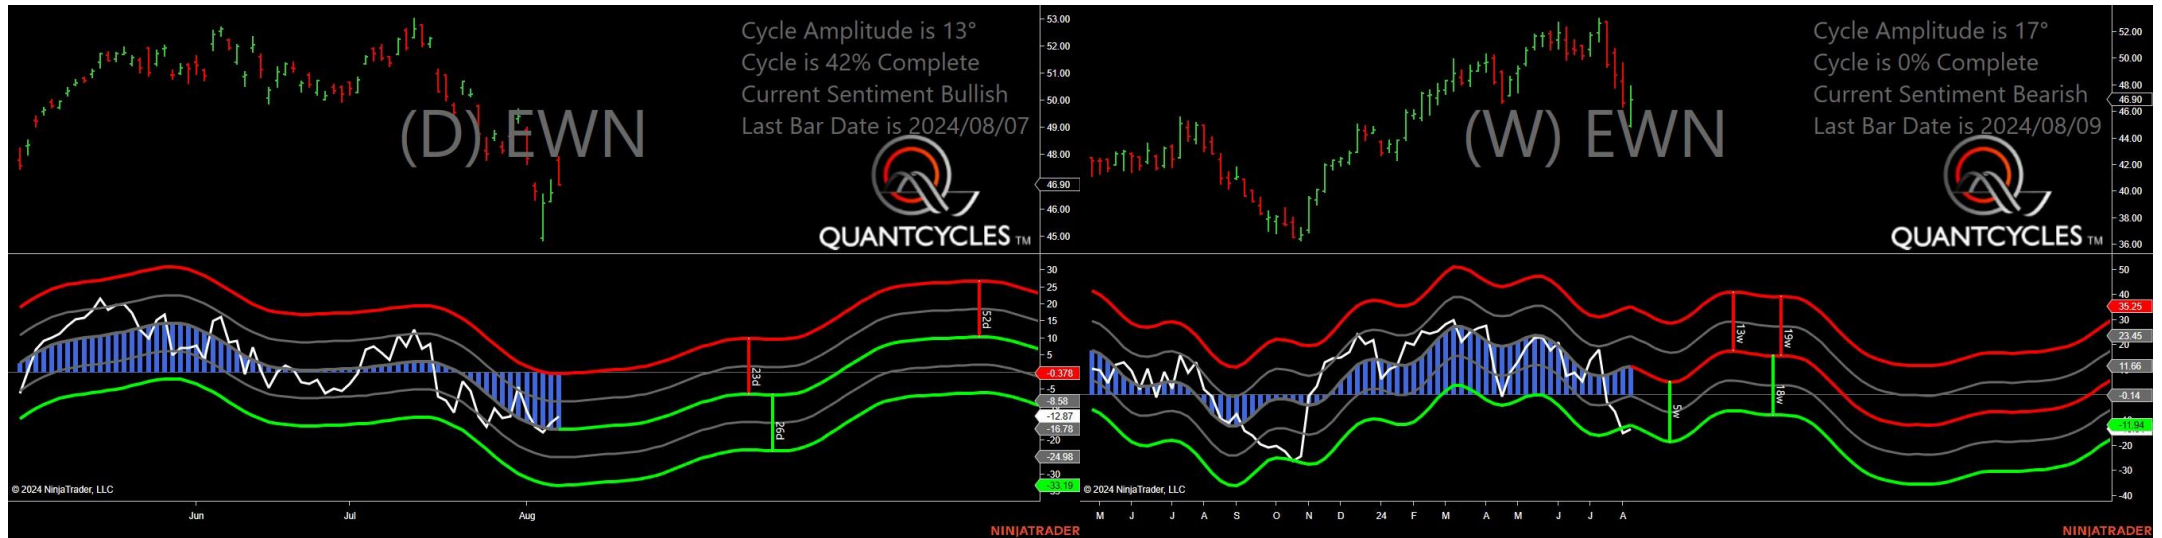 Cycle Amplitude is 13°
Cycle is 42% Complete
Current Sentiment Bullish
Last Bar Date is 2024/08/07
(D) EWN
QUANTCYCLES TM
53.00
52.00
51.00
50.00
49.00
48.00
46.90
46.00
45.00
30
25
20
15
10
5
-0.378
-5
-8.58
-12.87
-16.78
-20
-24.98
-30
-33.19
23d
26d
52d
© 2024 NinjaTrader, LLC
Jun Jul Aug
NINJATRADER
Cycle Amplitude is 17°
Cycle is 0% Complete
Current Sentiment Bearish
Last Bar Date is 2024/08/09
(W) EWN
QUANTCYCLES TM
52.00
50.00
48.00
46.90
46.00
44.00
42.00
40.00
38.00
36.00
50
40
35.25
30
23.45
20
11.66
-0.14
-11.94
-20
-30
-40
5w
13w
18w
19w
© 2024 NinjaTrader, LLC
M J J A S O N D 24 F M A M J J A
NINJATRADER